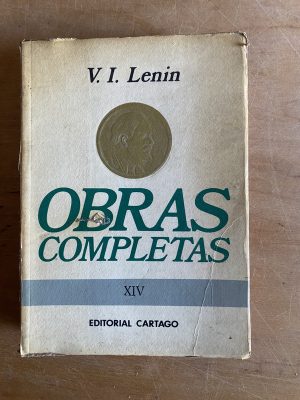 V. I. Lenin
OBRAS
COMPLETAS
XIV
EDITORIAL CARTAGO